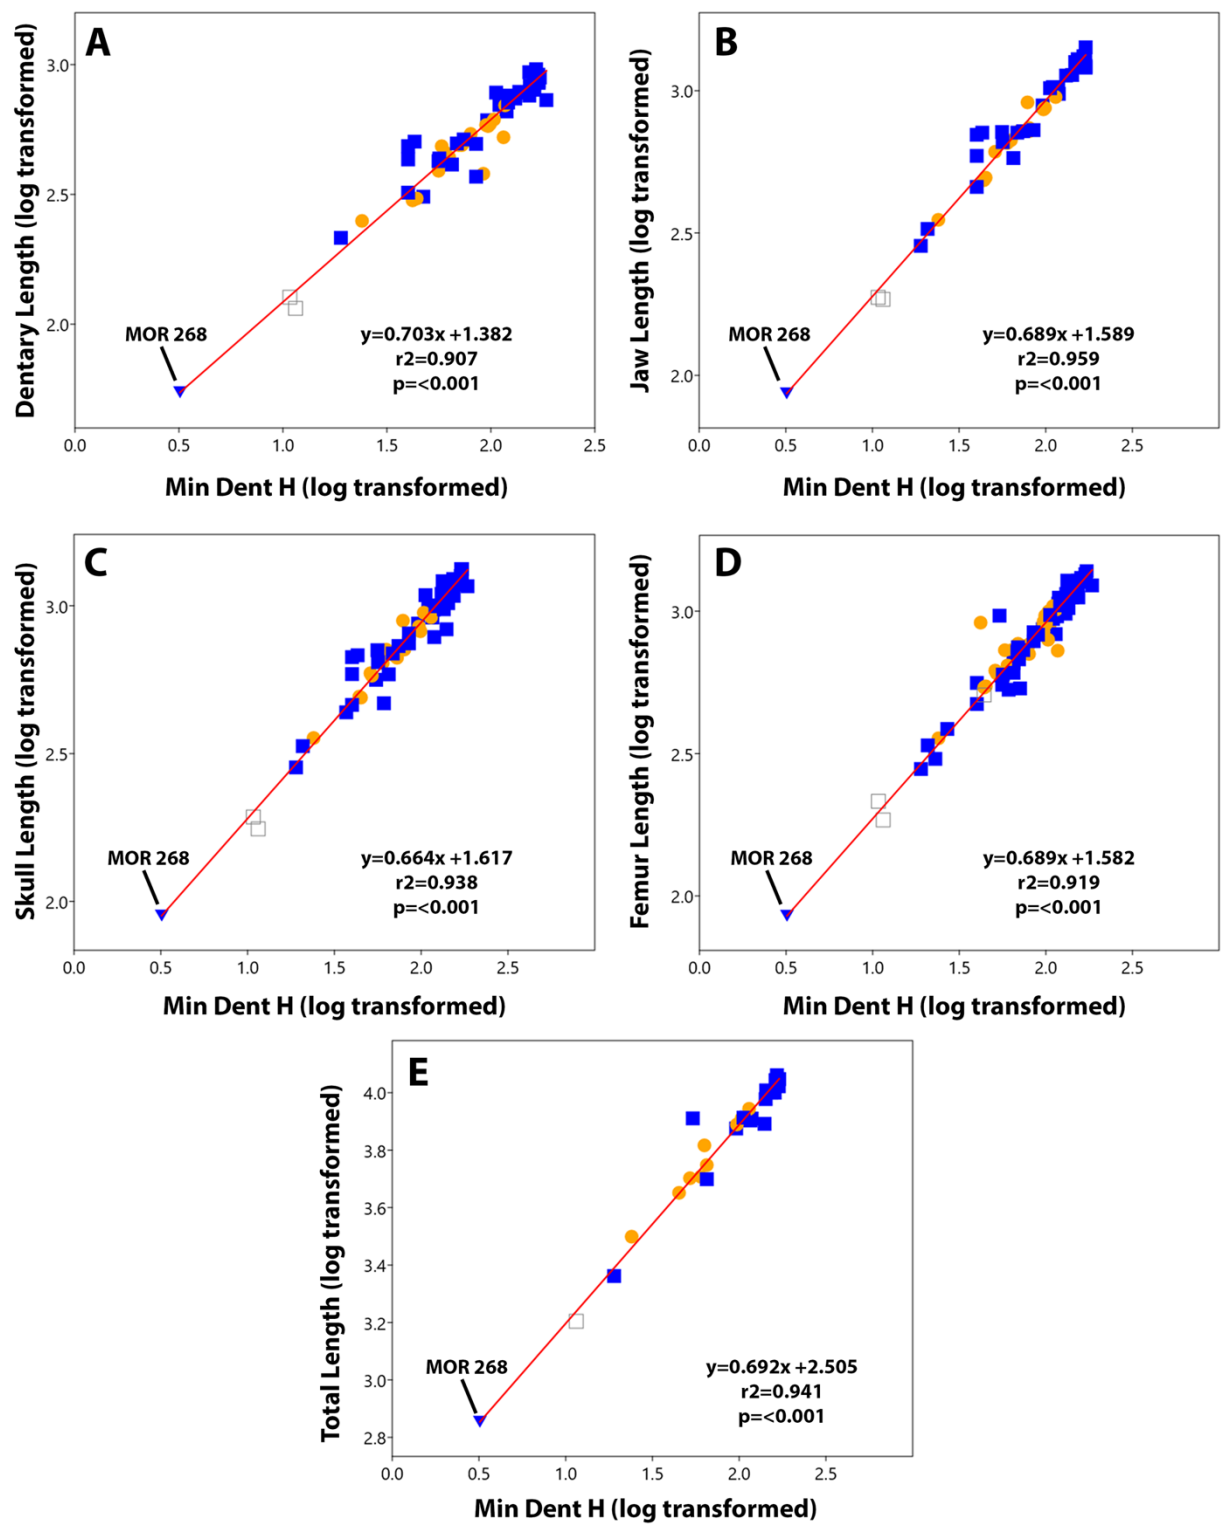 A
Dentary Length (log transformed)
3.0
2.5
2.0
MOR 268
y=0.703x +1.382
r2=0.907
p=<0.001
0.0 0.5 1.0 1.5 2.0 2.5
Min Dent H (log transformed)
B
Jaw Length (log transformed)
3.0
2.5
2.0
MOR 268
y=0.689x +1.589
r2=0.959
p=<0.001
0.0 0.5 1.0 1.5 2.0 2.5
Min Dent H (log transformed)
C
Skull Length (log transformed)
3.0
2.5
2.0
MOR 268
y=0.664x +1.617
r2=0.938
p=<0.001
0.0 0.5 1.0 1.5 2.0 2.5
Min Dent H (log transformed)
D
Femur Length (log transformed)
3.0
2.5
2.0
MOR 268
y=0.689x +1.582
r2=0.919
p=<0.001
0.0 0.5 1.0 1.5 2.0 2.5
Min Dent H (log transformed)
E
Total Length (log transformed)
4.0
3.8
3.6
3.4
3.2
3.0
2.8
MOR 268
y=0.692x +2.505
r2=0.941
p=<0.001
0.0 0.5 1.0 1.5 2.0 2.5
Min Dent H (log transformed)